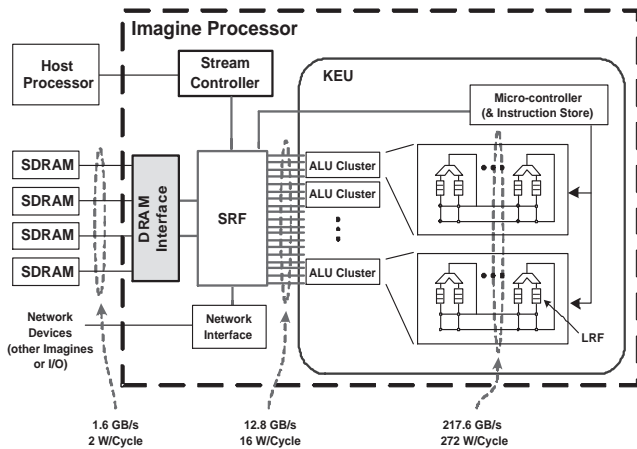 Imagine Processor
Host
Processor
Stream
Controller
KEU
Micro-controller
(& Instruction Store)
SDRAM
SDRAM
SDRAM
SDRAM
DRAM
Interface
SRF
ALU Cluster
ALU Cluster
ALU Cluster
Network
Devices
(other Imagines
or I/O)
Network
Interface
LRF
1.6 GB/s
2 W/Cycle
12.8 GB/s
16 W/Cycle
217.6 GB/s
272 W/Cycle